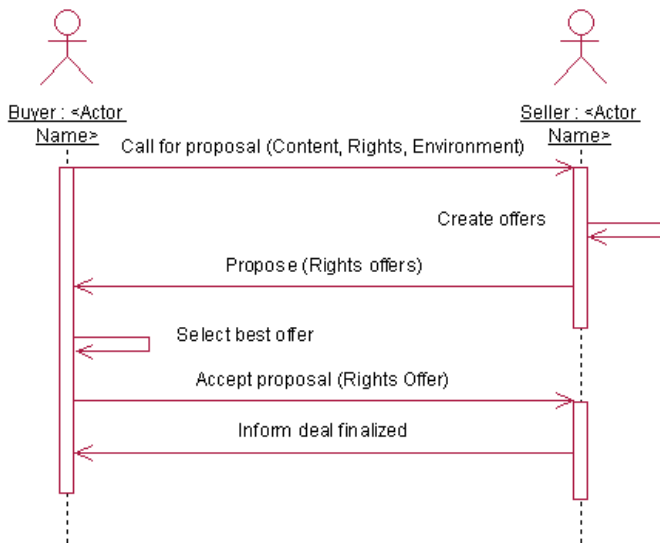 Buyer : <Actor
Name>
Seller : <Actor
Name>
Call for proposal (Content, Rights, Environment)
Create offers
Propose (Rights offers)
Select best offer
Accept proposal (Rights Offer)
Inform deal finalized